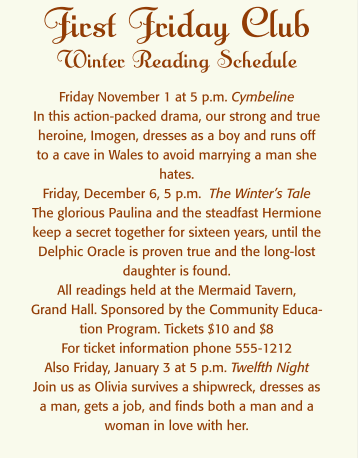 First Friday Club
Winter Reading Schedule
Friday November 1 at 5 p.m. Cymbeline
In this action-packed drama, our strong and true
heroine, Imogen, dresses as a boy and runs off
to a cave in Wales to avoid marrying a man she
hates.
Friday, December 6, 5 p.m. The Winter's Tale
The glorious Paulina and the steadfast Hermione
keep a secret together for sixteen years, until the
Delphic Oracle is proven true and the long-lost
daughter is found.
All readings held at the Mermaid Tavern,
Grand Hall. Sponsored by the Community Educa-
tion Program. Tickets $10 and $8
For ticket information phone 555-1212
Also Friday, January 3 at 5 p.m. Twelfth Night
Join us as Olivia survives a shipwreck, dresses as
a man, gets a job, and finds both a man and a
woman in love with her.